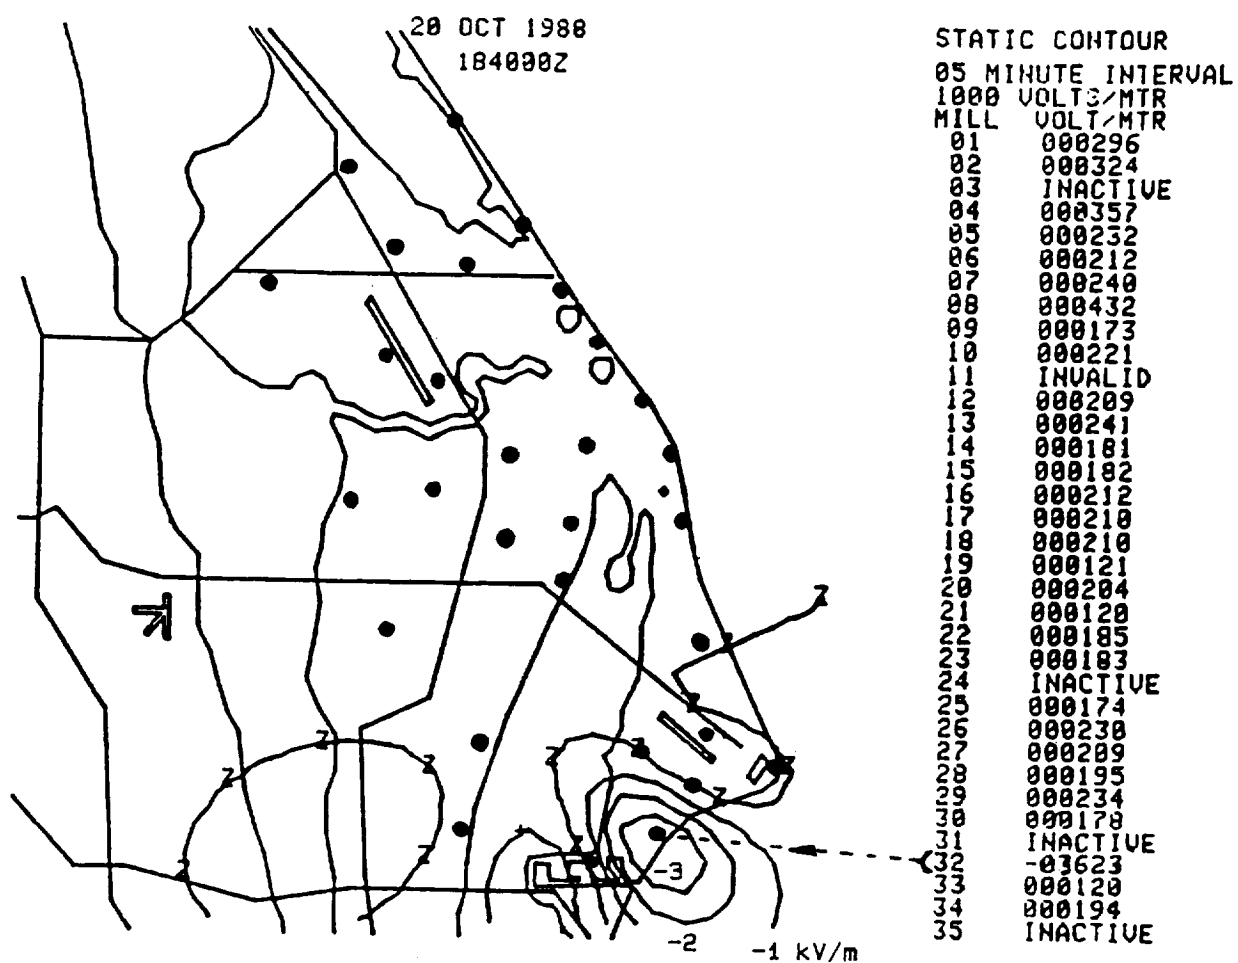 20 OCT 1988
184000Z
STATIC CONTOUR
05 MINUTE INTERVAL
1000 VOLTS/MTR
MILL VOLT/MTR
01 000296
02 000324
03 INACTIVE
04 000357
05 000232
06 000212
07 000240
08 000432
09 000173
10 000221
11 INVALID
12 000209
13 000241
14 000181
15 000182
16 000212
17 000210
18 000210
19 000121
20 000204
21 000120
22 000185
23 000183
24 INACTIVE
25 000174
26 000230
27 000209
28 000195
29 000234
30 000178
31 INACTIVE
32 -03623
33 000120
34 000194
35 INACTIVE
Z
Z
Z
Z
Z
Z
Z
Z
Z
Z
Z
Z
Z
-3
-2
-1 kV/m